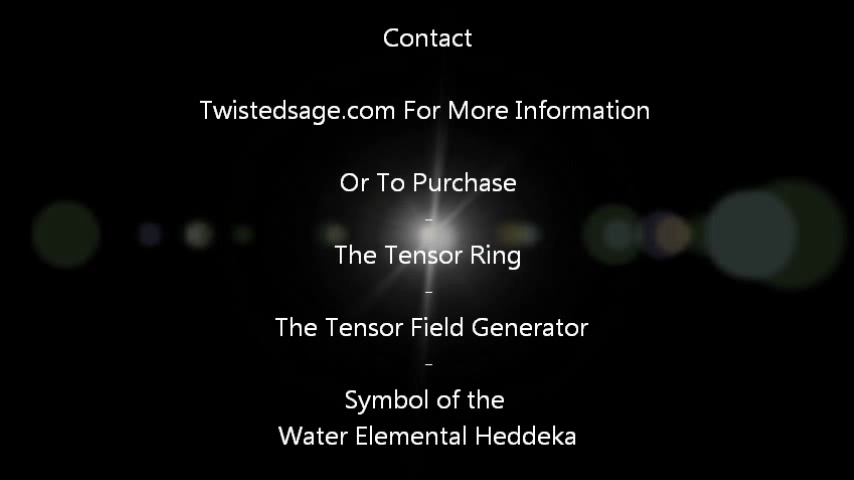 Contact
Twistedsage.com For More Information
Or To Purchase
-
The Tensor Ring
-
The Tensor Field Generator
-
Symbol of the
Water Elemental Heddeka